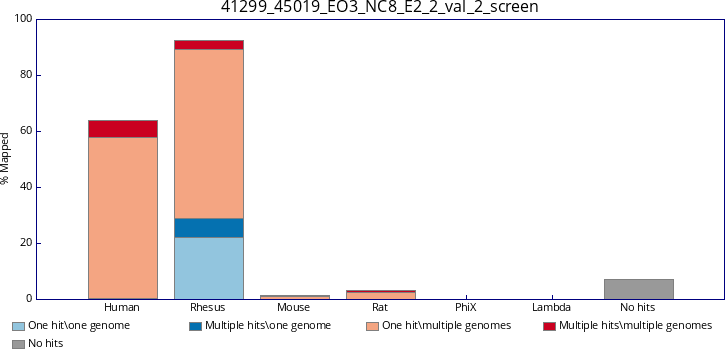 41299_45019_EO3_NC8_E2_2_val_2_screen
100
80
60
40
20
0
% Mapped
Human Rhesus Mouse Rat PhiX Lambda No hits
One hit\one genome Multiple hits\one genome One hit\multiple genomes Multiple hits\multiple genomes
No hits